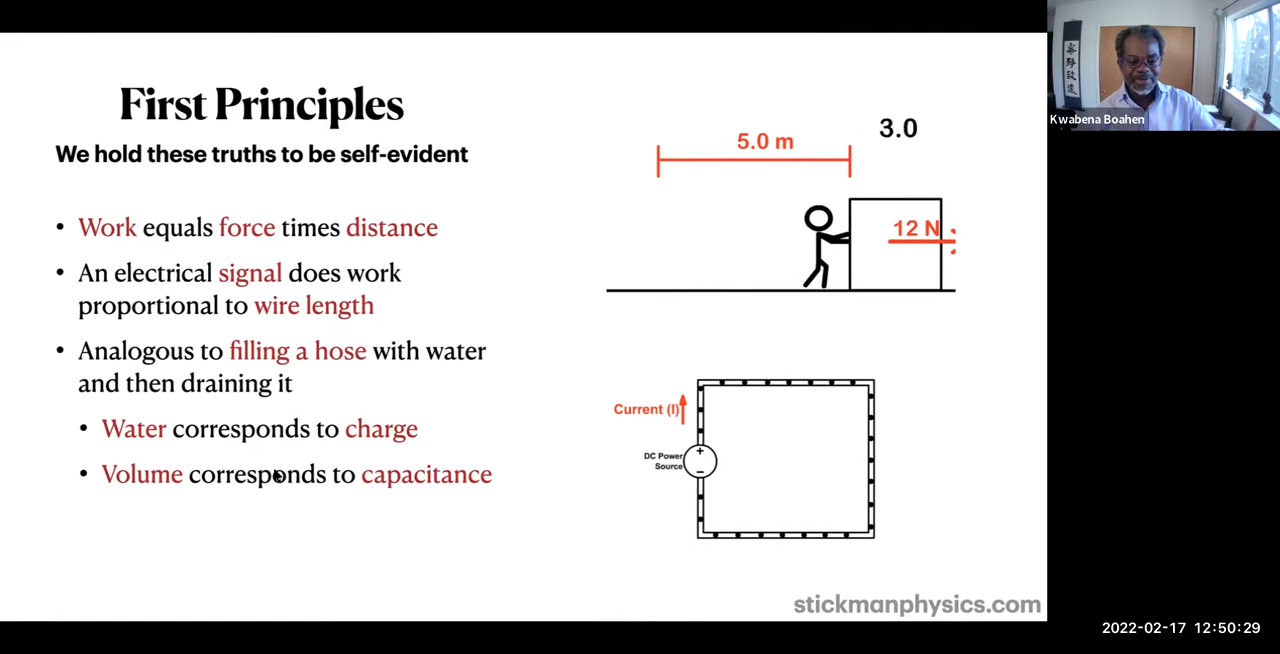 First Principles
We hold these truths to be self-evident
• Work equals force times distance
• An electrical signal does work
proportional to wire length
• Analogous to filling a hose with water
and then draining it
• Water corresponds to charge
• Volume corresponds to capacitance
5.0 m
3.0
12 N
Current (I)
DC Power
Source
+
−
stickmanphysics.com
Kwabena Boahen
2022-02-17 12:50:29